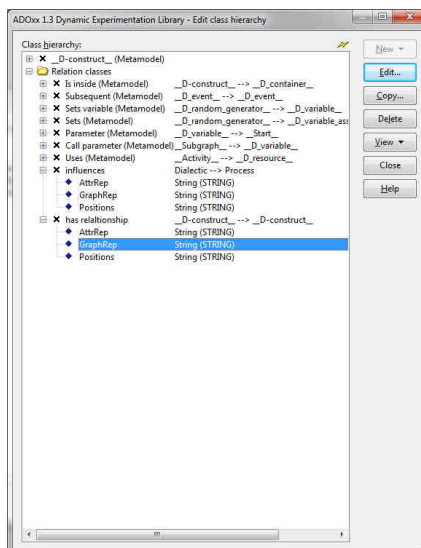 ADOxx 1.3 Dynamic Experimentation Library - Edit class hierarchy
Class hierarchy:
__D-construct__ (Metamodel)
Relation classes
Is inside (Metamodel) __D-construct__ --> __D_container__
Subsequent (Metamodel) __D_event__ --> __D_event__
Sets variable (Metamodel) __D_random_generator__ --> __D_variable__
Sets (Metamodel) __D_random_generator__ --> __D_variable_ass
Parameter (Metamodel) __D_variable__ --> __Start__
Call parameter (Metamodel) __Subgraph__ --> __D_variable__
Uses (Metamodel) __Activity__ --> __D_resource__
influences Dialectic --> Process
AttrRep String (STRING)
GraphRep String (STRING)
Positions String (STRING)
has relaltionship __D-construct__ --> __D-construct__
AttrRep String (STRING)
GraphRep String (STRING)
Positions String (STRING)
New
Edit...
Copy...
Delete
View
Close
Help